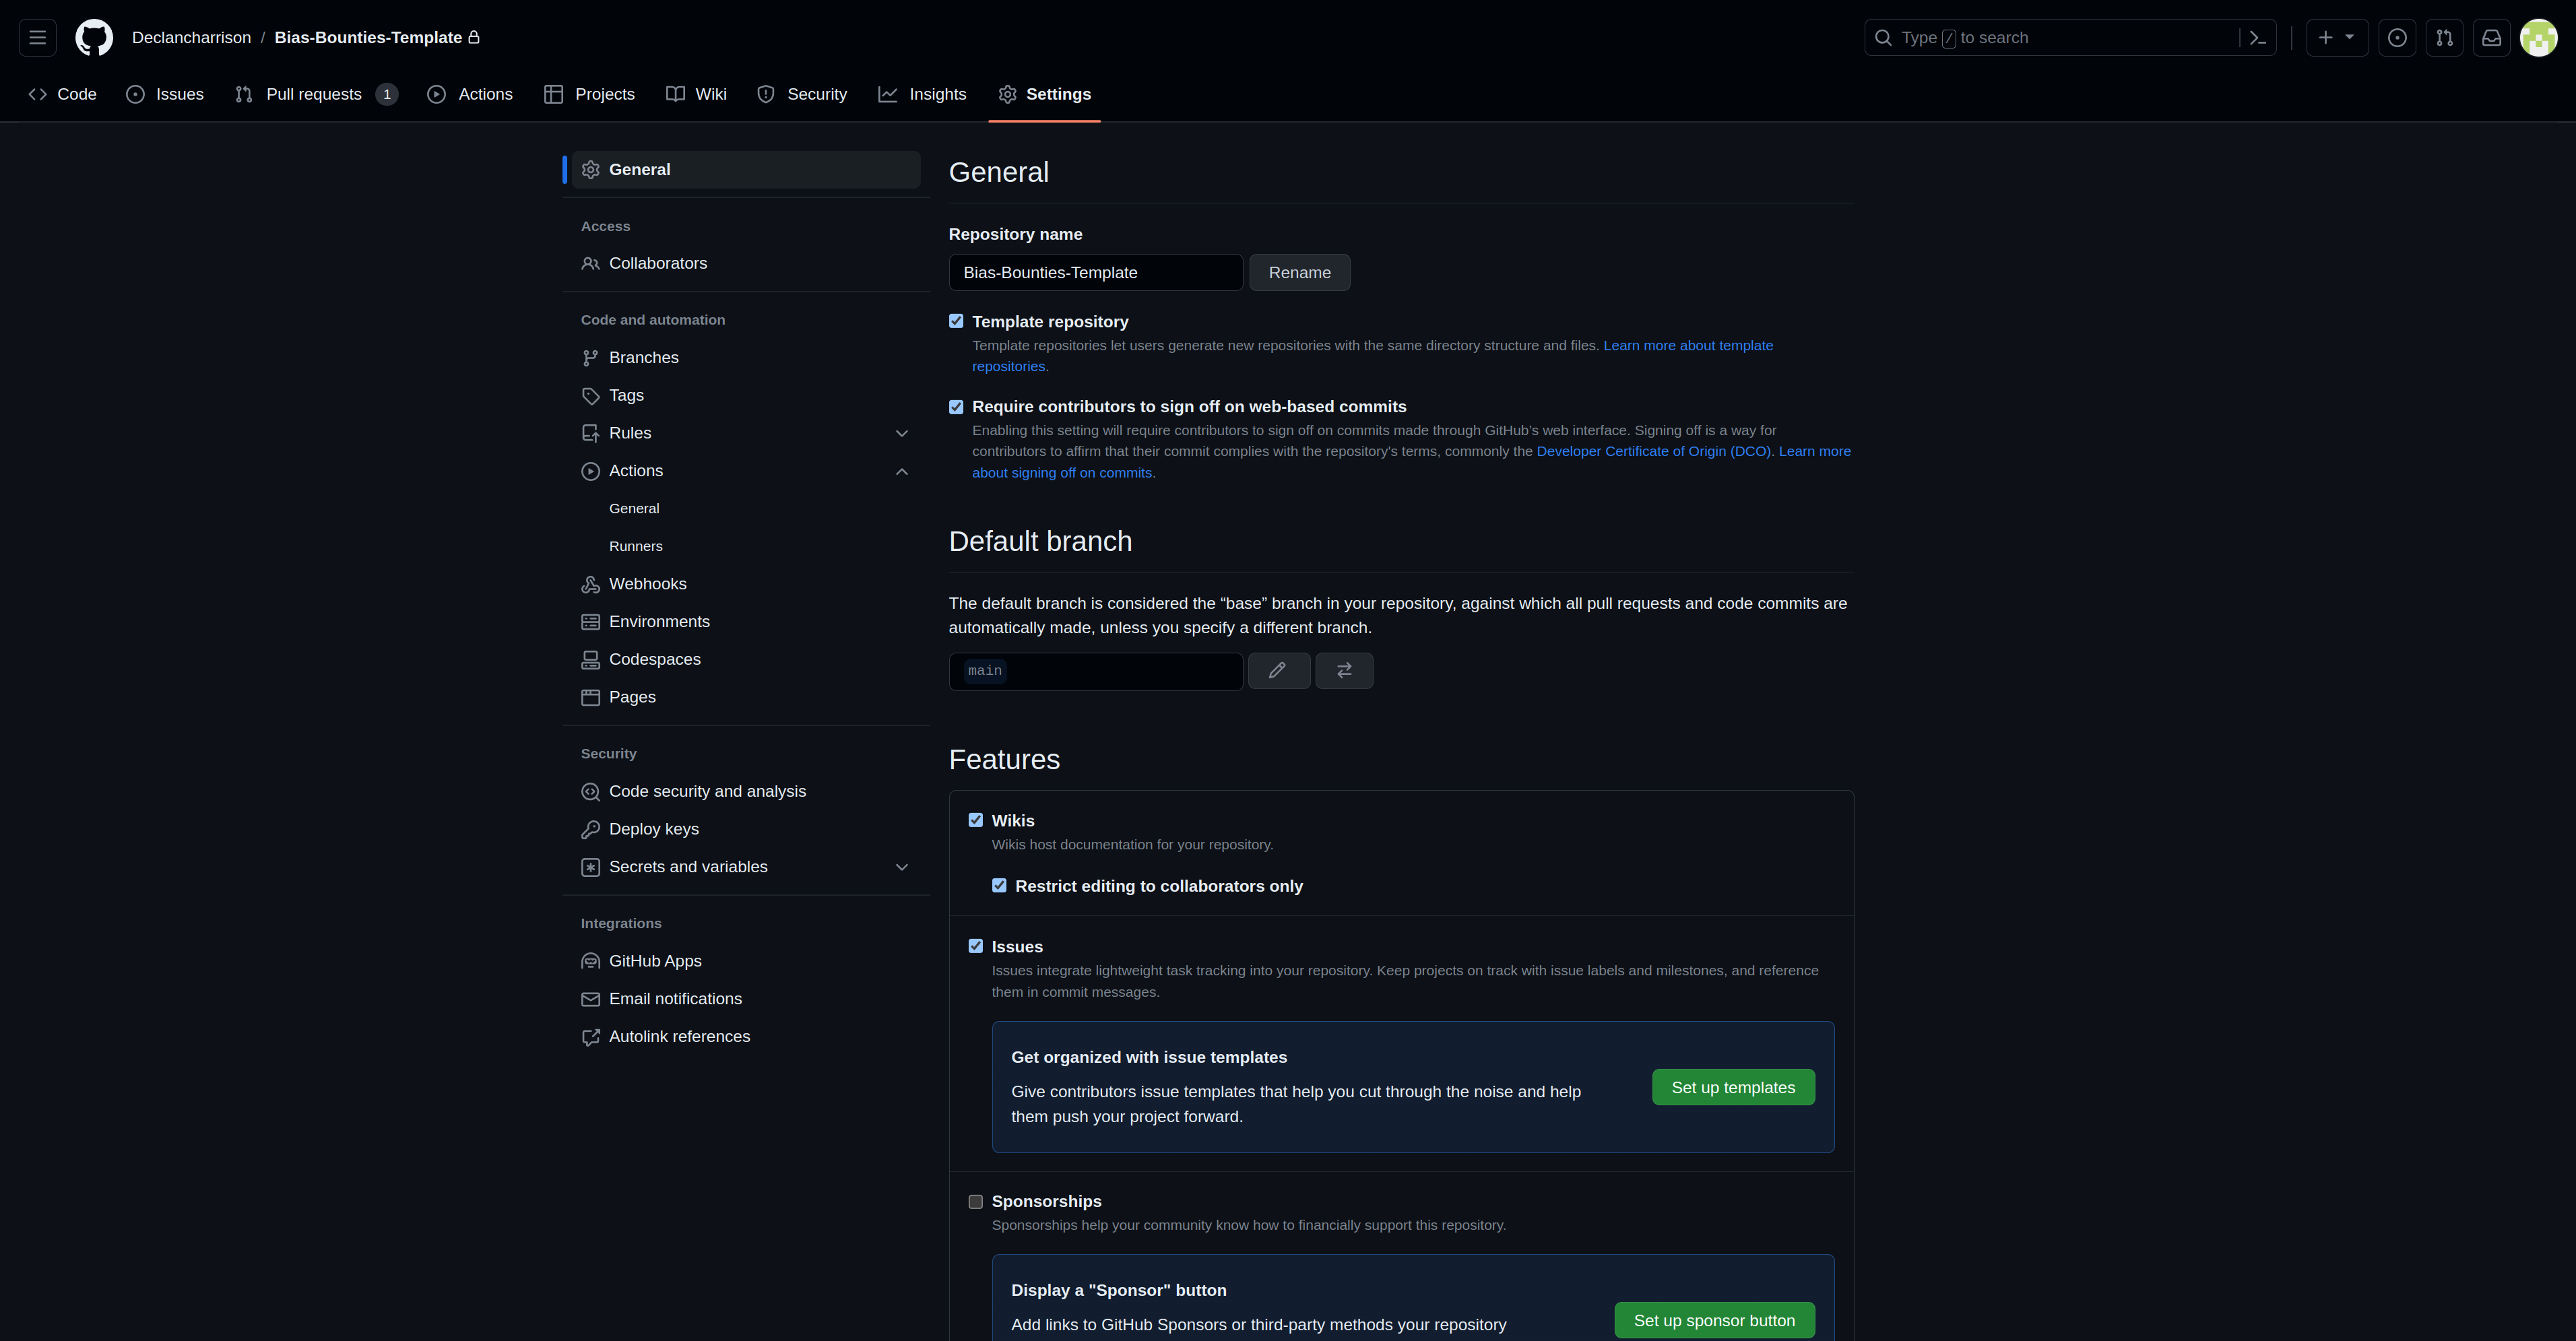 Declancharrison / Bias-Bounties-Template
Type / to search
Code Issues Pull requests 1 Actions Projects Wiki Security Insights Settings
General
Access
Collaborators
Code and automation
Branches
Tags
Rules
Actions
General
Runners
Webhooks
Environments
Codespaces
Pages
Security
Code security and analysis
Deploy keys
Secrets and variables
Integrations
GitHub Apps
Email notifications
Autolink references
General
Repository name
Bias-Bounties-Template Rename
Template repository
Template repositories let users generate new repositories with the same directory structure and files. Learn more about template
repositories.
Require contributors to sign off on web-based commits
Enabling this setting will require contributors to sign off on commits made through GitHub's web interface. Signing off is a way for
contributors to affirm that their commit complies with the repository's terms, commonly the Developer Certificate of Origin (DCO). Learn more
about signing off on commits.
Default branch
The default branch is considered the “base” branch in your repository, against which all pull requests and code commits are
automatically made, unless you specify a different branch.
main
Features
Wikis
Wikis host documentation for your repository.
Restrict editing to collaborators only
Issues
Issues integrate lightweight task tracking into your repository. Keep projects on track with issue labels and milestones, and reference
them in commit messages.
Get organized with issue templates
Give contributors issue templates that help you cut through the noise and help
them push your project forward.
Set up templates
Sponsorships
Sponsorships help your community know how to financially support this repository.
Display a "Sponsor" button
Add links to GitHub Sponsors or third-party methods your repository
Set up sponsor button